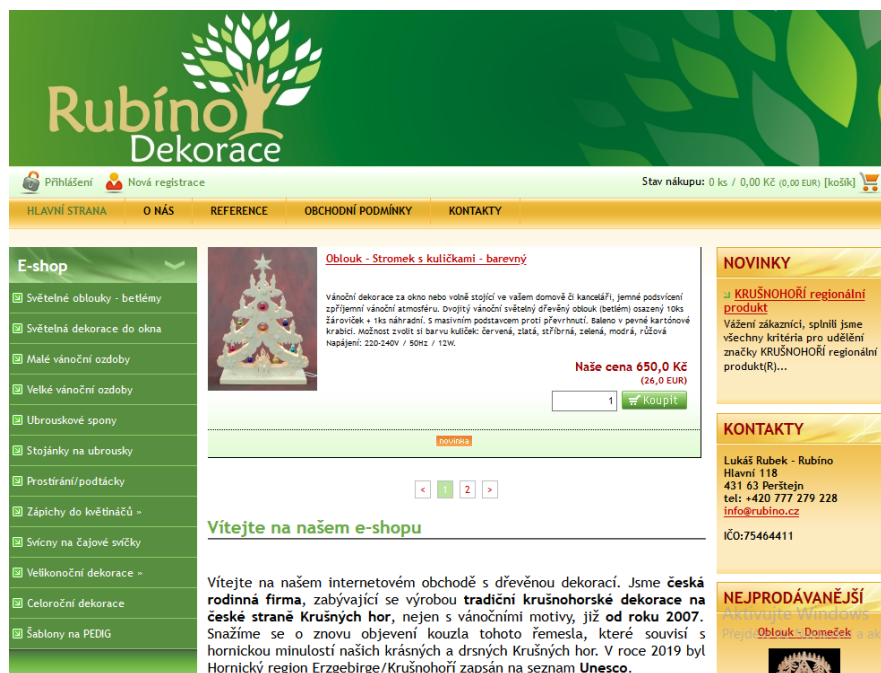 Rubíno
Dekorace
Přihlášení
Nová registrace
Stav nákupu: 0 ks / 0,00 Kč (0,00 EUR) [košík]
HLAVNÍ STRANA
O NÁS
REFERENCE
OBCHODNÍ PODMÍNKY
KONTAKTY
E-shop
Světelné oblouky - betlémy
Světelná dekorace do okna
Malé vánoční ozdoby
Velké vánoční ozdoby
Ubrouskové spony
Stojánky na ubrousky
Prostírání/podtácky
Zápichy do květináčů »
Svícny na čajové svíčky
Velikonoční dekorace »
Celoroční dekorace
Šablony na PEDIG
Oblouk - Stromek s kuličkami - barevný
Vánoční dekorace za okno nebo volně stojící ve vašem domově či kanceláři, jemné podsvícení
zpříjemní vánoční atmosféru. Dvojitý vánoční světelný dřevěný oblouk (betlém) osazený 10ks
žároviček + 1ks náhradní. S masivním podstavcem proti převrhnutí. Baleno v pevné kartónové
krabici. Možnost zvolit si barvu kuliček: červená, zlatá, stříbrná, zelená, modrá, růžová
Napájení: 220-240V / 50Hz / 12W.
Naše cena 650,0 Kč
(26,0 EUR)
1
Koupit
novinka
< 1 2 >
Vítejte na našem e-shopu
Vítejte na našem internetovém obchodě s dřevěnou dekorací. Jsme česká
rodinná firma, zabývající se výrobou tradiční krušnohorské dekorace na
české straně Krušných hor, nejen s vánočními motivy, již od roku 2007.
Snažíme se o znovu objevení kouzla tohoto řemesla, které souvisí s
hornickou minulostí našich krásných a drsných Krušných hor. V roce 2019 byl
Hornický region Erzgebirge/Krušnohoří zapsán na seznam Unesco.
NOVINKY
KRUŠNOHOŘÍ regionální
produkt
Vážení zákazníci, splnili jsme
všechny kritéria pro udělění
značky KRUŠNOHOŘÍ regionální
produkt(R)...
KONTAKTY
Lukáš Rubek - Rubíno
Hlavní 118
431 63 Perštejn
tel: +420 777 279 228
info@rubino.cz
IČO:75464411
NEJPRODÁVANĚJŠÍ
Aktivujte Windows
Oblouk - Domeček